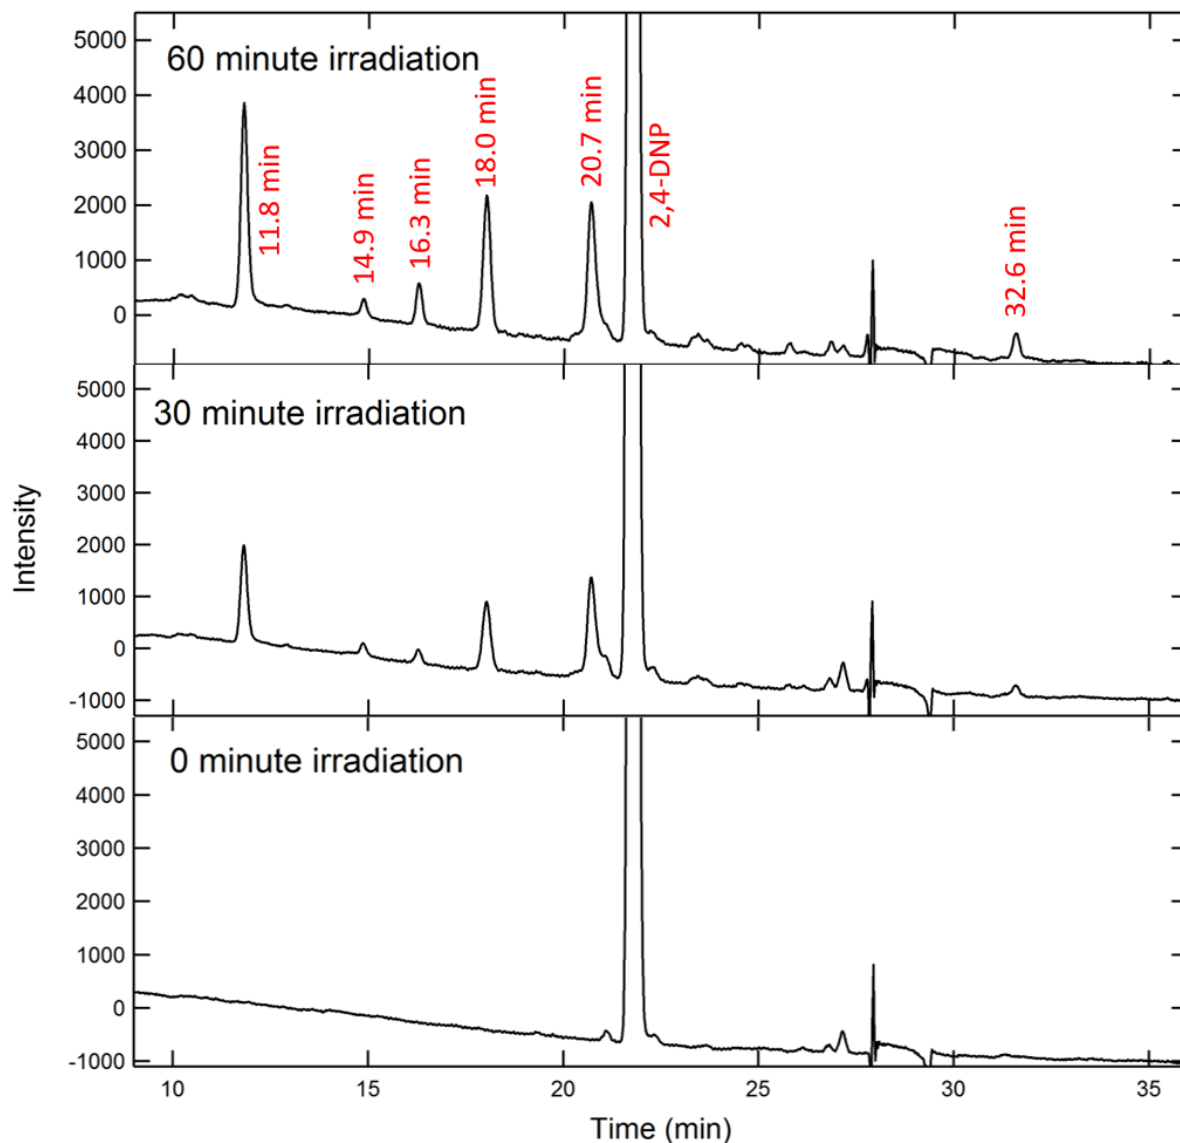 60 minute irradiation
11.8 min
14.9 min
16.3 min
18.0 min
20.7 min
2,4-DNP
32.6 min
5000
4000
3000
2000
1000
0
30 minute irradiation
5000
4000
3000
2000
1000
0
-1000
0 minute irradiation
5000
4000
3000
2000
1000
0
-1000
Intensity
10 15 20 25 30 35
Time (min)